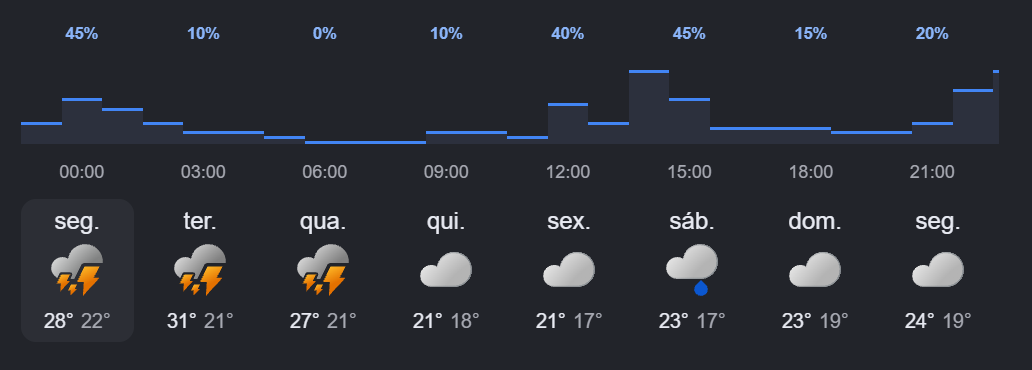 45% 10% 0% 10% 40% 45% 15% 20%
00:00 03:00 06:00 09:00 12:00 15:00 18:00 21:00
seg. ter. qua. qui. sex. sáb. dom. seg.
28° 22° 31° 21° 27° 21° 21° 18° 21° 17° 23° 17° 23° 19° 24° 19°